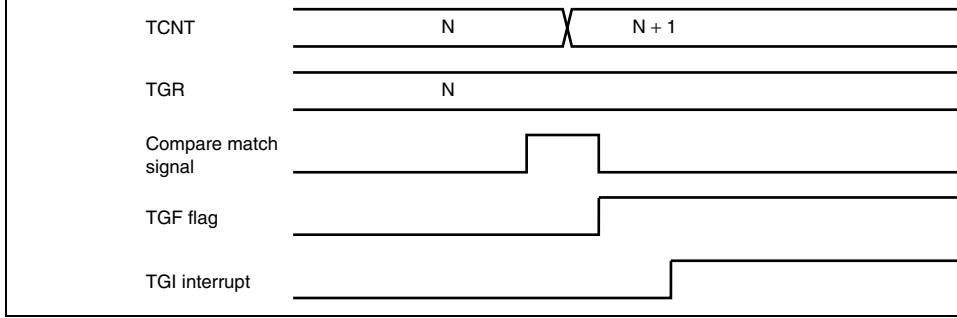 TCNT N N + 1
TGR N
Compare match
signal
TGF flag
TGI interrupt